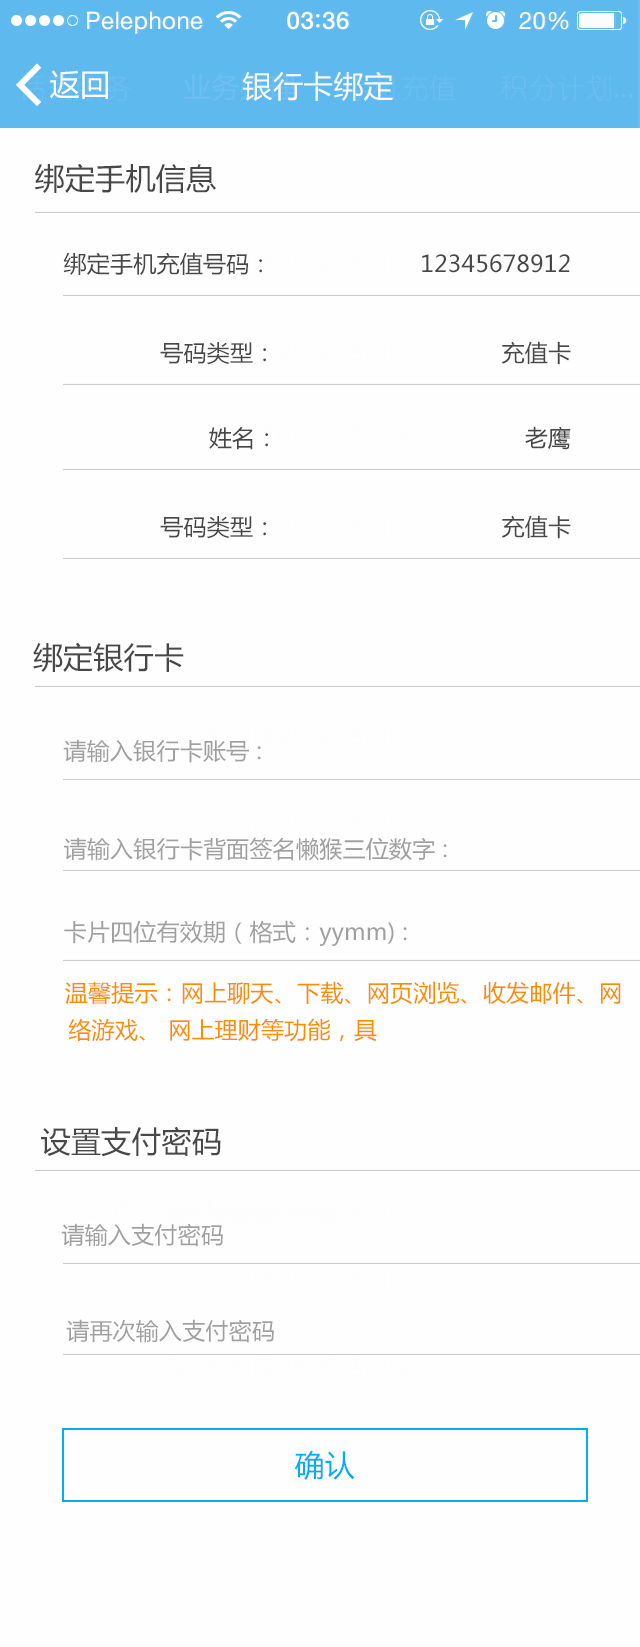 Pelephone 03:36 20%
返回 银行卡绑定 积分计划...
绑定手机信息
绑定手机充值号码： 12345678912
号码类型： 充值卡
姓名： 老鹰
号码类型： 充值卡
绑定银行卡
请输入银行卡账号：
请输入银行卡背面签名懒猴三位数字：
卡片四位有效期（格式：yymm)：
温馨提示：网上聊天、下载、网页浏览、收发邮件、网
络游戏、 网上理财等功能，具
设置支付密码
请输入支付密码
请再次输入支付密码
确认